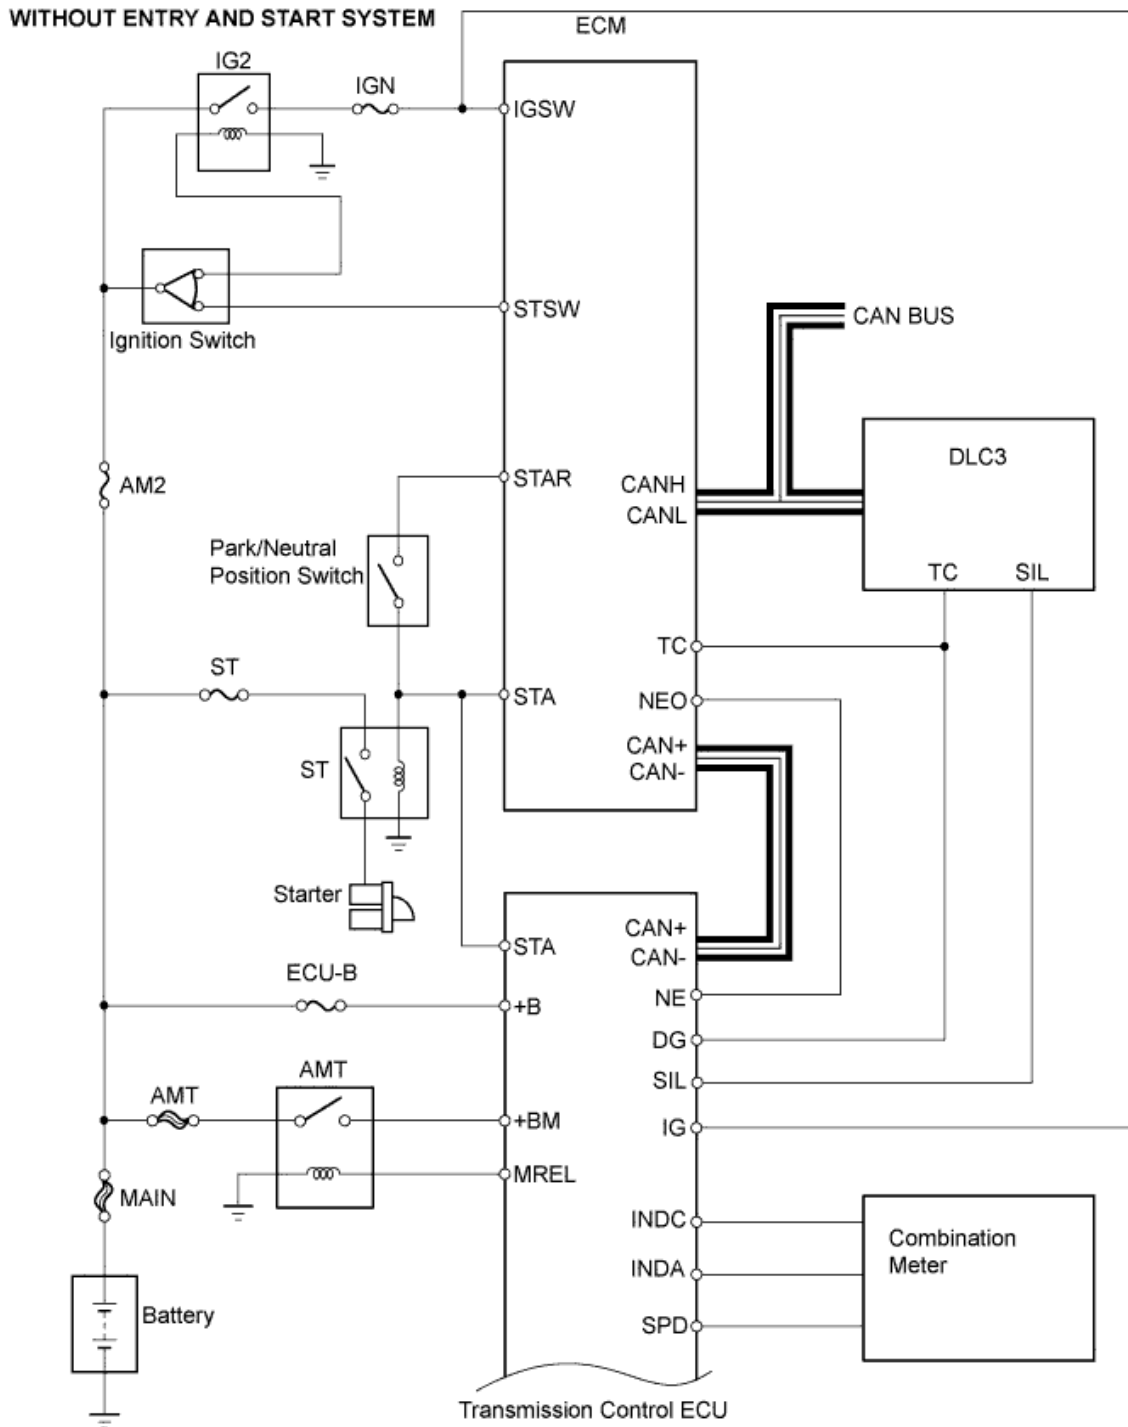 WITHOUT ENTRY AND START SYSTEM
ECM
IG2
IGN
IGSW
Ignition Switch
STSW
CAN BUS
AM2
STAR
CANH
CANL
DLC3
TC
SIL
Park/Neutral
Position Switch
TC
ST
STA
NEO
CAN+
CAN-
ST
Starter
STA
CAN+
CAN-
ECU-B
+B
NE
DG
AMT
AMT
SIL
+BM
IG
MREL
MAIN
INDC
INDA
SPD
Combination
Meter
Battery
Transmission Control ECU